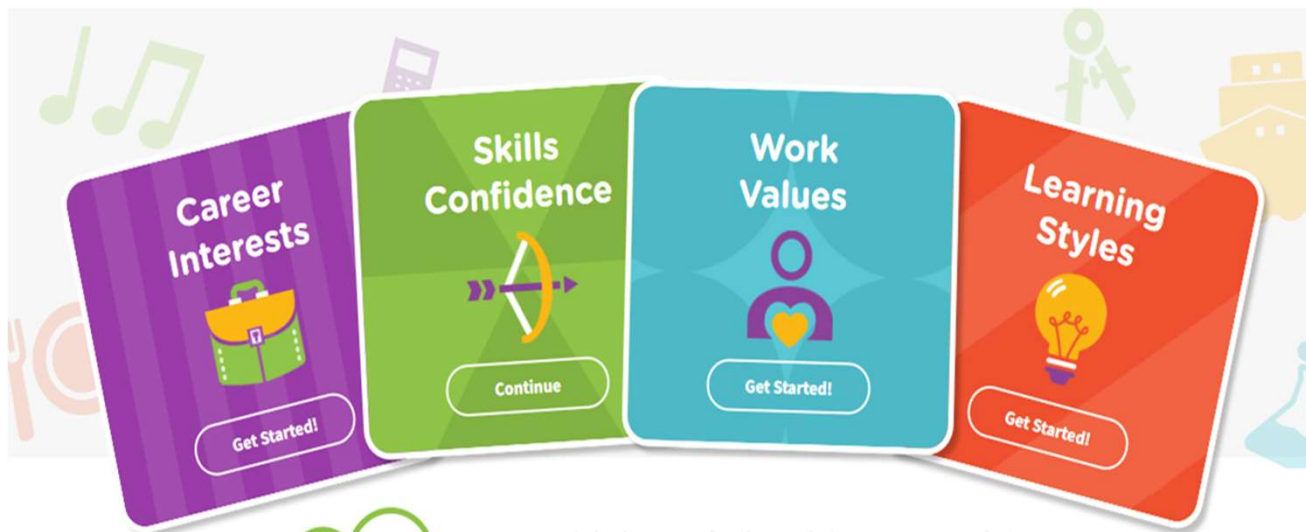 Career
Interests
Get Started!
Skills
Confidence
Continue
Work
Values
Get Started!
Learning
Styles
Get Started!